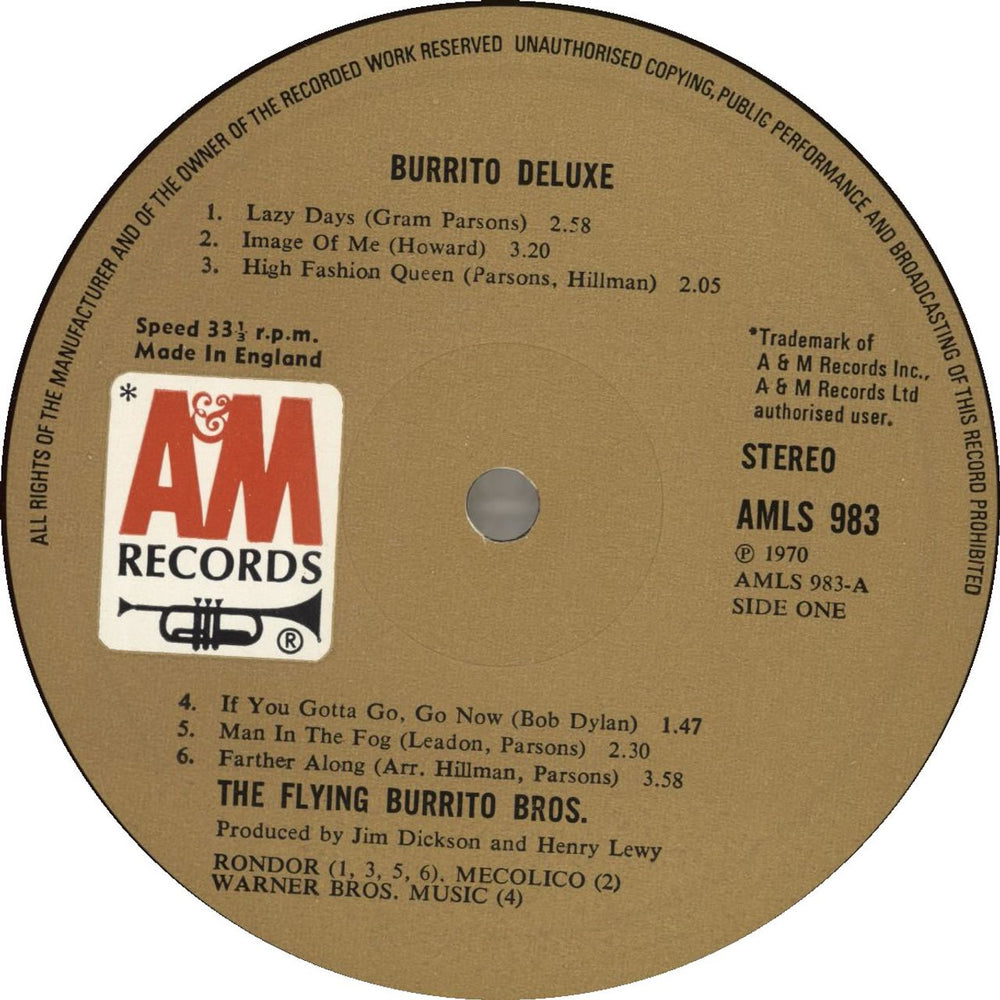 ALL RIGHTS OF THE MANUFACTURER AND OF THE OWNER OF THE RECORDED WORK RESERVED UNAUTHORISED COPYING, PUBLIC PERFORMANCE AND BROADCASTING OF THIS RECORD PROHIBITED
BURRITO DELUXE
1. Lazy Days (Gram Parsons) 2.58
2. Image Of Me (Howard) 3.20
3. High Fashion Queen (Parsons, Hillman) 2.05
Speed 33⅓ r.p.m.
Made In England
*A&M
RECORDS
®
*Trademark of
A & M Records Inc.,
A & M Records Ltd
authorised user.
STEREO
AMLS 983
℗ 1970
AMLS 983-A
SIDE ONE
4. If You Gotta Go, Go Now (Bob Dylan) 1.47
5. Man In The Fog (Leadon, Parsons) 2.30
6. Farther Along (Arr. Hillman, Parsons) 3.58
THE FLYING BURRITO BROS.
Produced by Jim Dickson and Henry Lewy
RONDOR (1, 3, 5, 6). MECOLICO (2)
WARNER BROS. MUSIC (4)